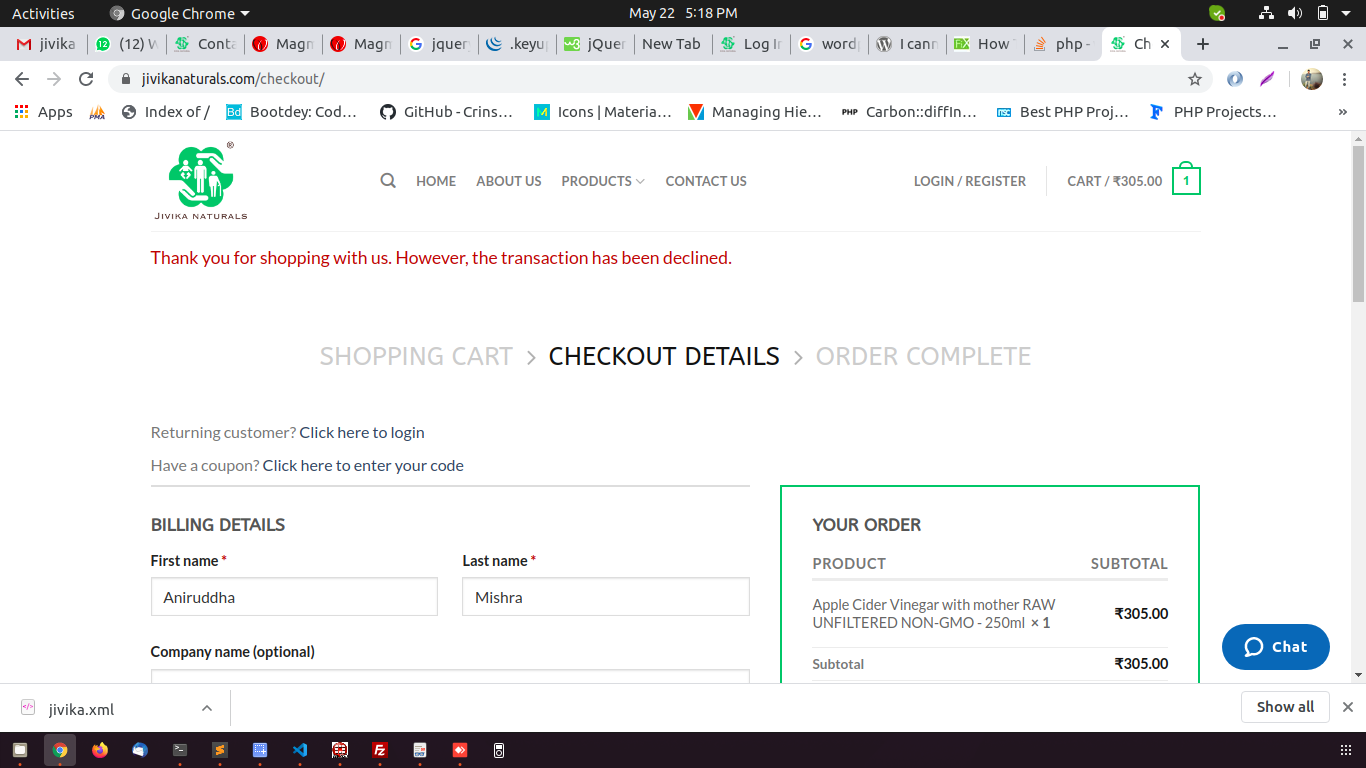 Activities
Google Chrome
May 22 5:18 PM
jivika
(12) W
Conta
Magn
Magn
jquer
.keyu
jQuer
New Tab
Log In
word
I cann
How
php -
Ch
jivikanaturals.com/checkout/
Apps
PMA
Index of /
Bd
Bootdey: Cod...
GitHub - Crins...
Icons | Materia...
Managing Hie...
PHP
Carbon::diffIn...
Best PHP Proj...
PHP Projects...
»
®
JIVIKA NATURALS
HOME
ABOUT US
PRODUCTS
CONTACT US
LOGIN / REGISTER
CART / ₹305.00
1
Thank you for shopping with us. However, the transaction has been declined.
SHOPPING CART > CHECKOUT DETAILS > ORDER COMPLETE
Returning customer? Click here to login
Have a coupon? Click here to enter your code
BILLING DETAILS
First name *
Last name *
Aniruddha
Mishra
Company name (optional)
YOUR ORDER
PRODUCT SUBTOTAL
Apple Cider Vinegar with mother RAW
UNFILTERED NON-GMO - 250ml × 1
₹305.00
Subtotal ₹305.00
Chat
jivika.xml
Show all